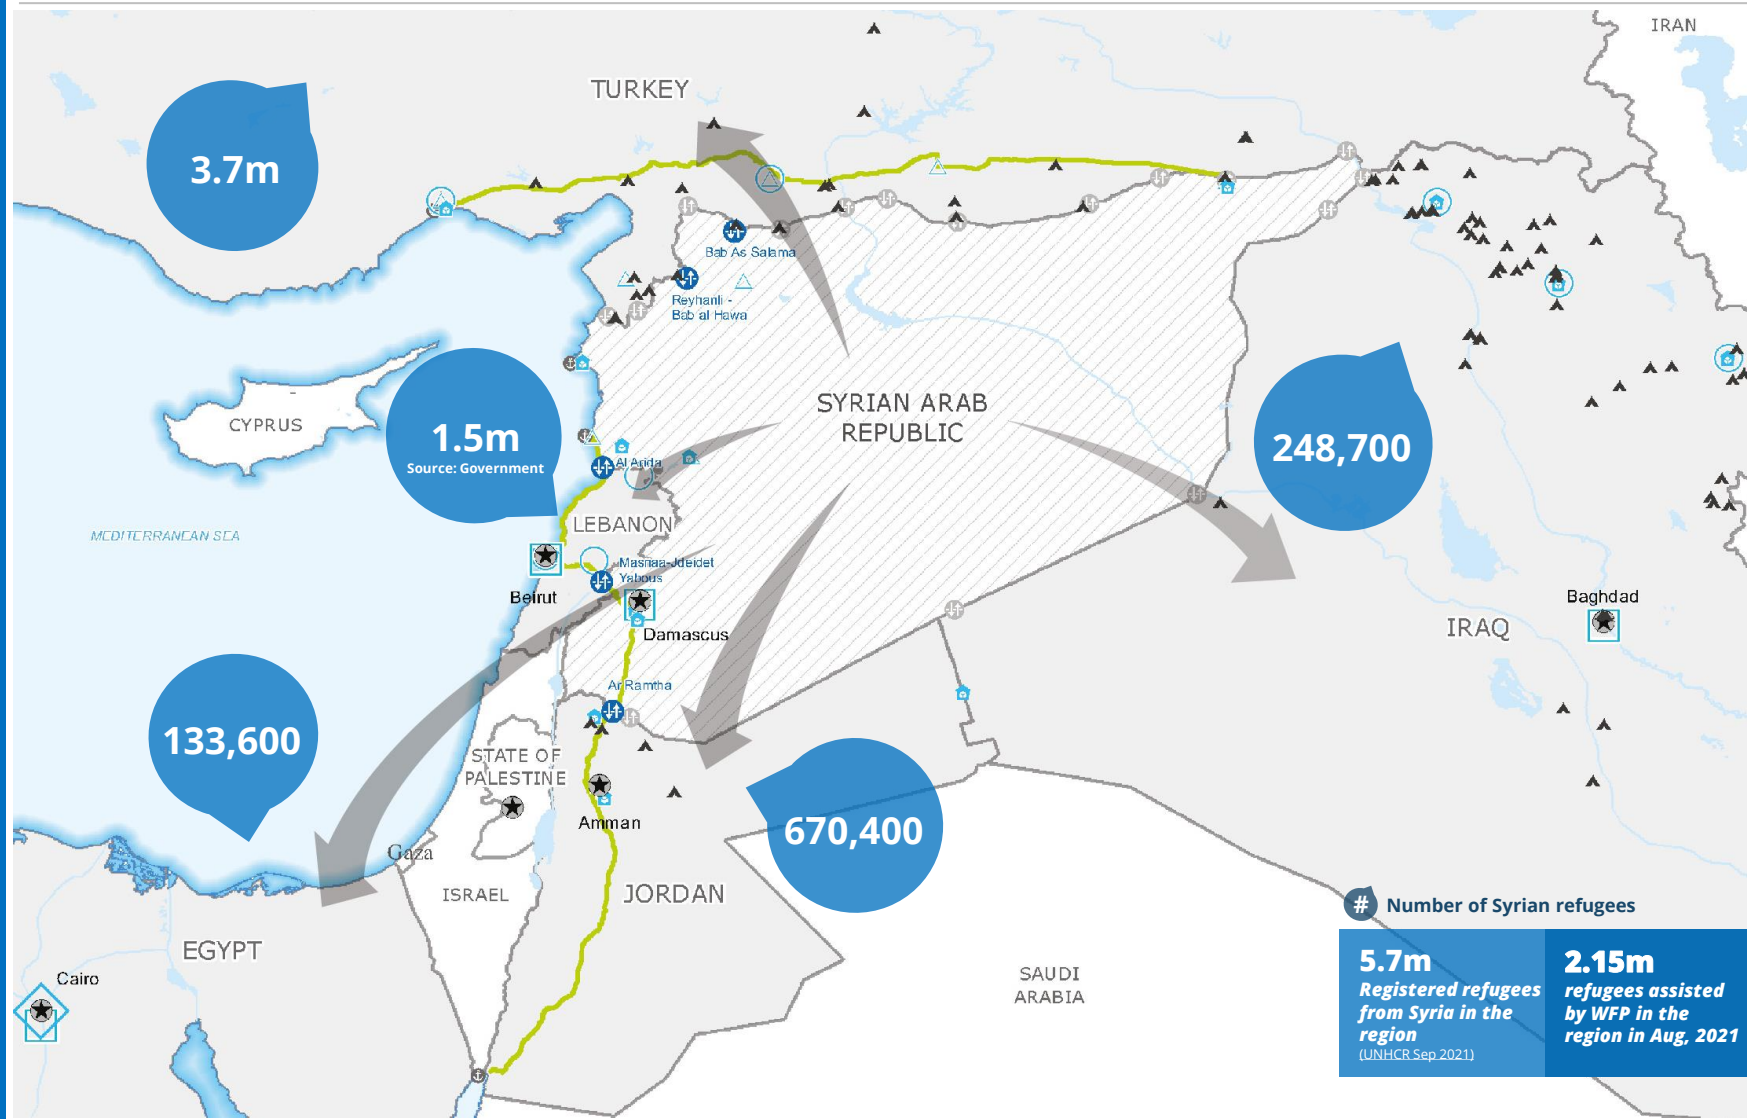 IRAN
TURKEY
3.7m
Bab As Salama
Reyhanli -
Bab al Hawa
SYRIAN ARAB
REPUBLIC
CYPRUS
1.5m
Source: Government
248,700
Al Arida
LEBANON
MEDITERRANEAN SEA
Masnaa-Jdeidet
Yabous
Beirut
Damascus
Baghdad
IRAQ
Ar Ramtha
133,600
STATE OF
PALESTINE
Amman
670,400
Gaza
ISRAEL
JORDAN
# Number of Syrian refugees
EGYPT
Cairo
SAUDI
ARABIA
5.7m
Registered refugees
from Syria in the
region
(UNHCR Sep 2021)
2.15m
refugees assisted
by WFP in the
region in Aug, 2021